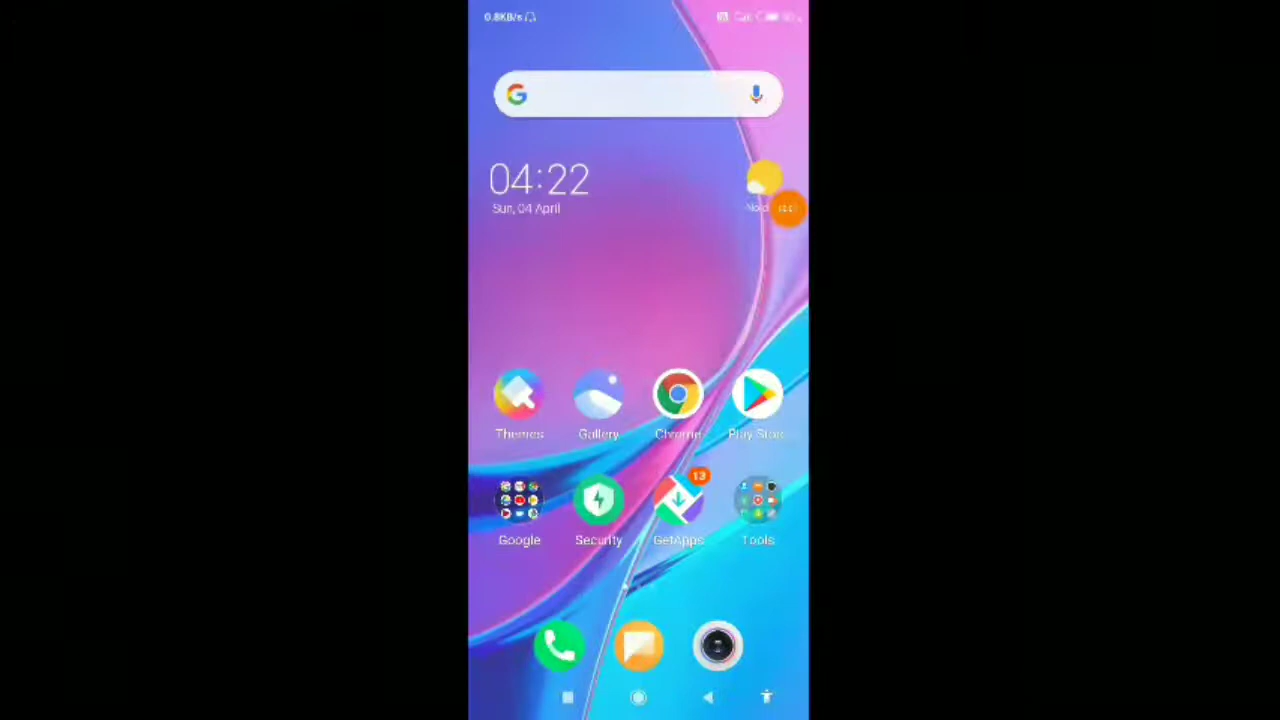 0.8KB/s
04:22
Sun, 04 April
Themes
Gallery
Chrome
Play Store
13
Google
Security
GetApps
Tools